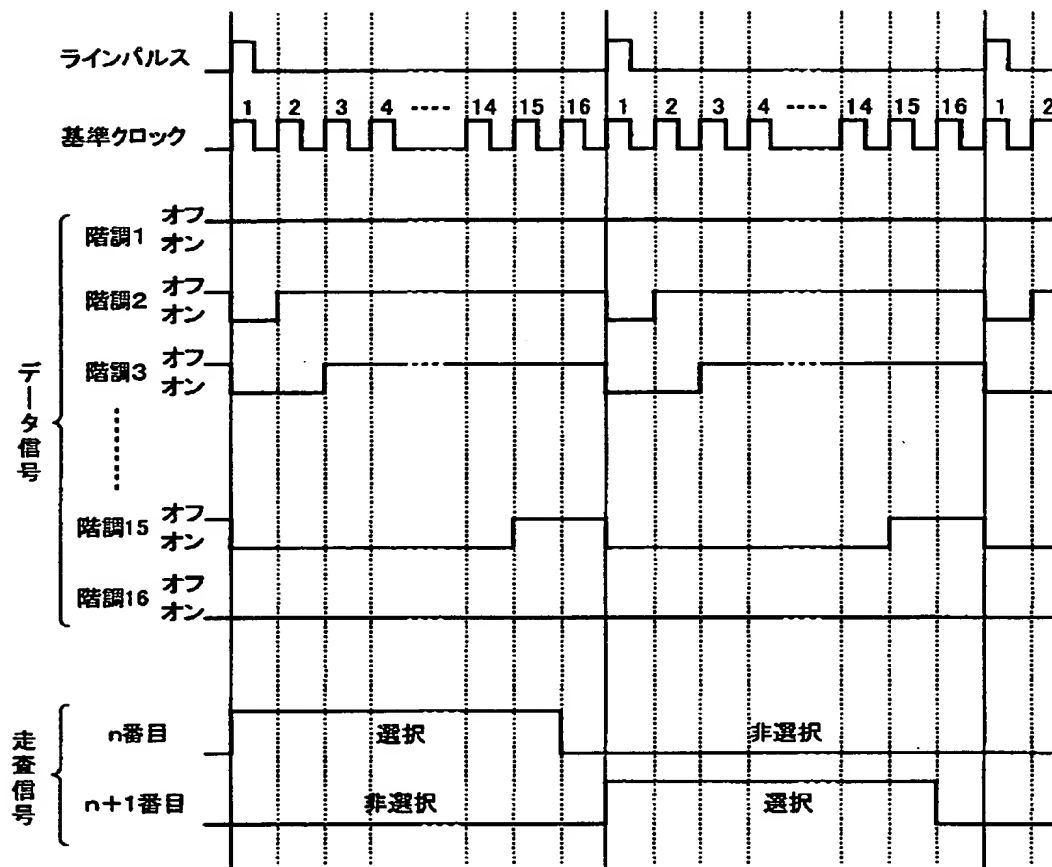 ラインパルス
1 2 3 4 ---- 14 15 16 1 2 3 4 ---- 14 15 16 1 2
基準クロック
データ信号
階調1 オフ オン
階調2 オフ オン
階調3 オフ オン
階調15 オフ オン
階調16 オフ オン
走査信号
n番目 選択 非選択
n+1番目 非選択 選択